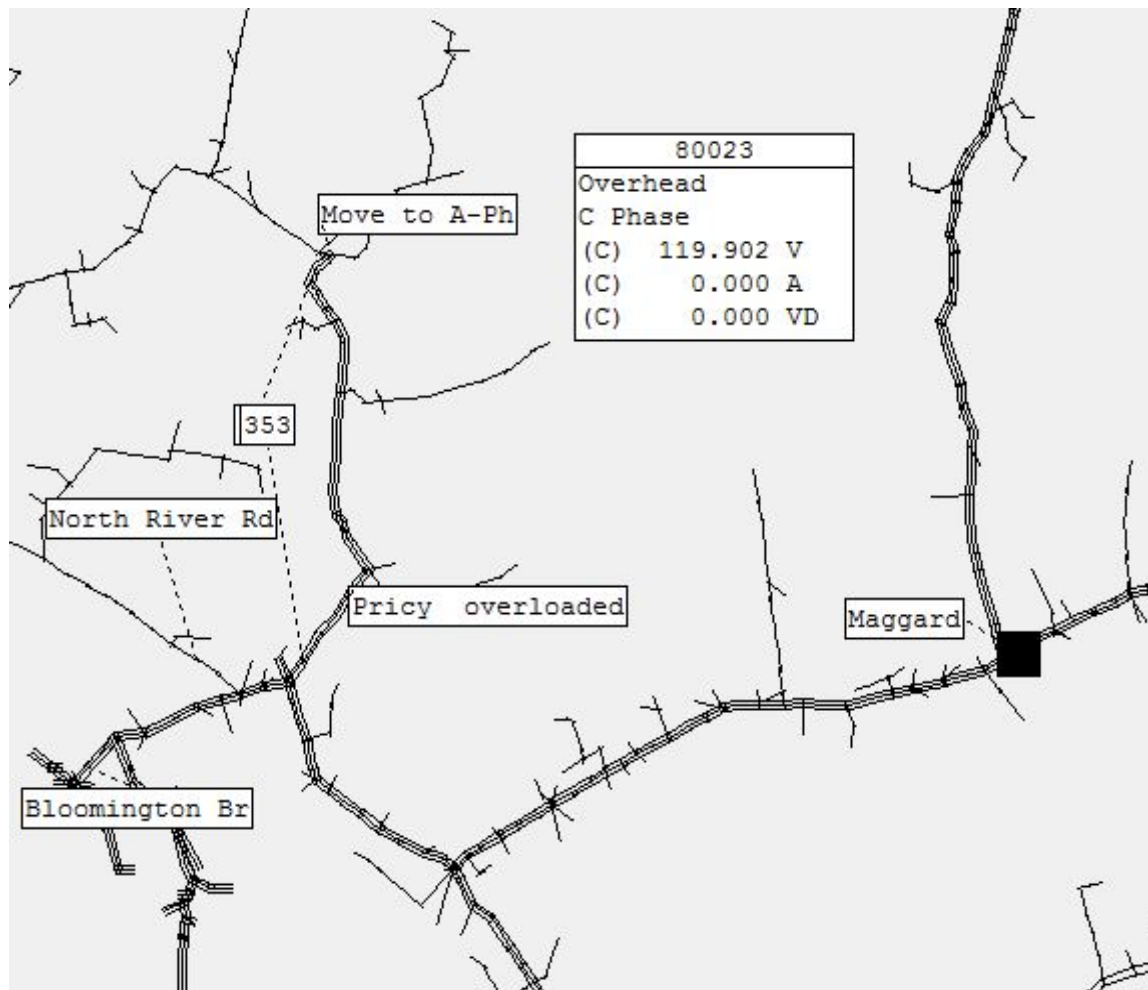 80023
Overhead
C Phase
(C) 119.902 V
(C) 0.000 A
(C) 0.000 VD
Move to A-Ph
353
North River Rd
Pricy overloaded
Maggard
Bloomington Br